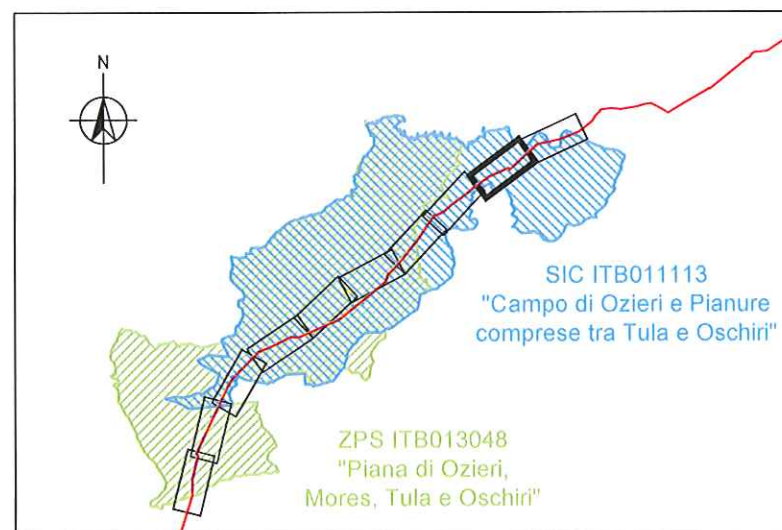 N
SIC ITB011113
"Campo di Ozieri e Pianure
comprese tra Tula e Oschiri"
ZPS ITB013048
"Piana di Ozieri,
Mores, Tula e Oschiri"